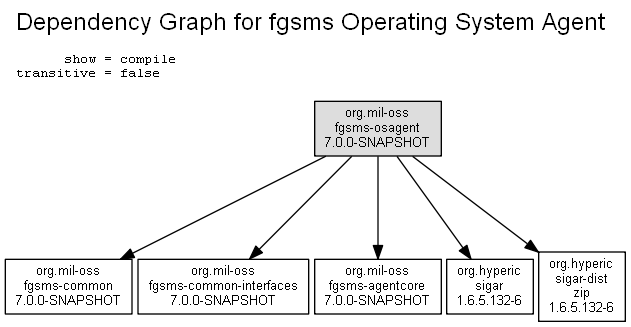 Dependency Graph for fgsms Operating System Agent
show = compile
transitive = false
org.mil-oss
fgsms-osagent
7.0.0-SNAPSHOT
org.mil-oss
fgsms-common
7.0.0-SNAPSHOT
org.mil-oss
fgsms-common-interfaces
7.0.0-SNAPSHOT
org.mil-oss
fgsms-agentcore
7.0.0-SNAPSHOT
org.hyperic
sigar
1.6.5.132-6
org.hyperic
sigar-dist
zip
1.6.5.132-6